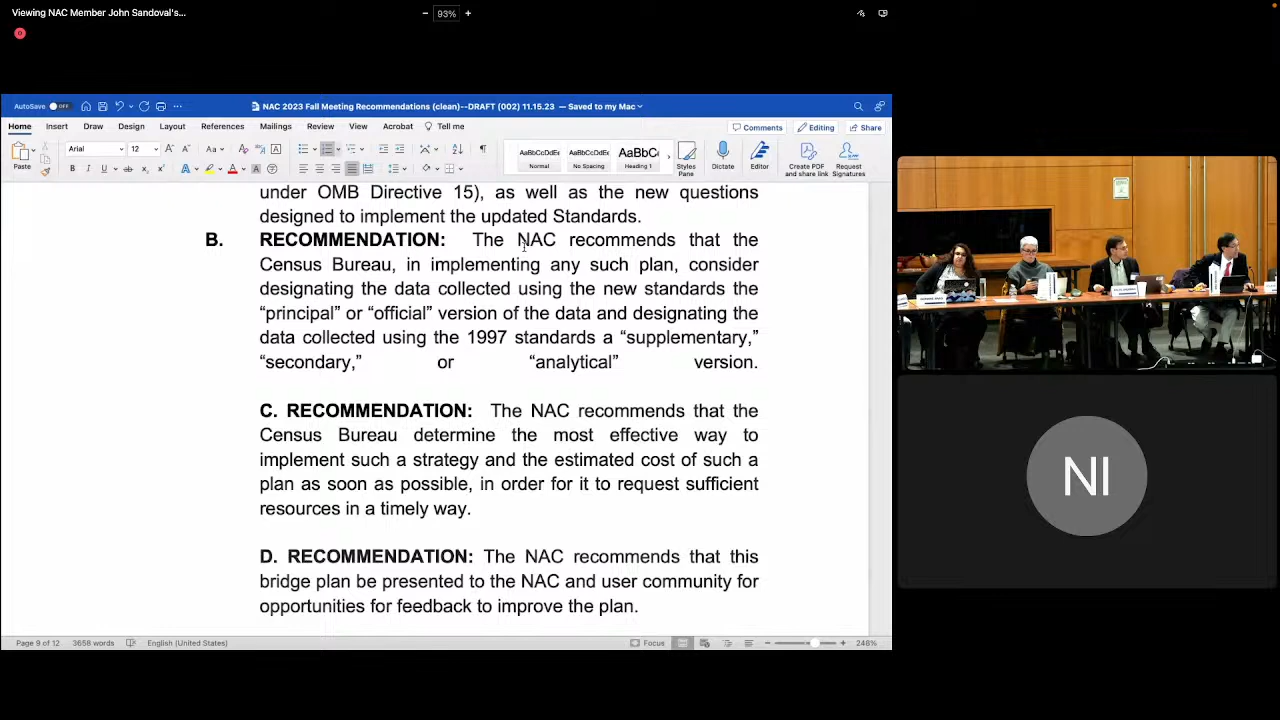 Viewing NAC Member John Sandoval's...
− 93% +
AutoSave OFF
NAC 2023 Fall Meeting Recommendations (clean)--DRAFT (002) 11.15.23 — Saved to my Mac
Home Insert Draw Design Layout References Mailings Review View Acrobat Tell me
Comments Editing Share
Paste
Arial 12
AaBbCcDdEe AaBbCcDdEe AaBbC
Normal No Spacing Heading 1
Styles Pane
Dictate
Editor
Create PDF and share link
Request Signatures
under OMB Directive 15), as well as the new questions
designed to implement the updated Standards.
B. RECOMMENDATION: The NAC recommends that the
Census Bureau, in implementing any such plan, consider
designating the data collected using the new standards the
“principal” or “official” version of the data and designating the
data collected using the 1997 standards a “supplementary,”
“secondary,” or “analytical” version.
C. RECOMMENDATION: The NAC recommends that the
Census Bureau determine the most effective way to
implement such a strategy and the estimated cost of such a
plan as soon as possible, in order for it to request sufficient
resources in a timely way.
D. RECOMMENDATION: The NAC recommends that this
bridge plan be presented to the NAC and user community for
opportunities for feedback to improve the plan.
Page 9 of 12 3658 words English (United States) Focus 246%
NI